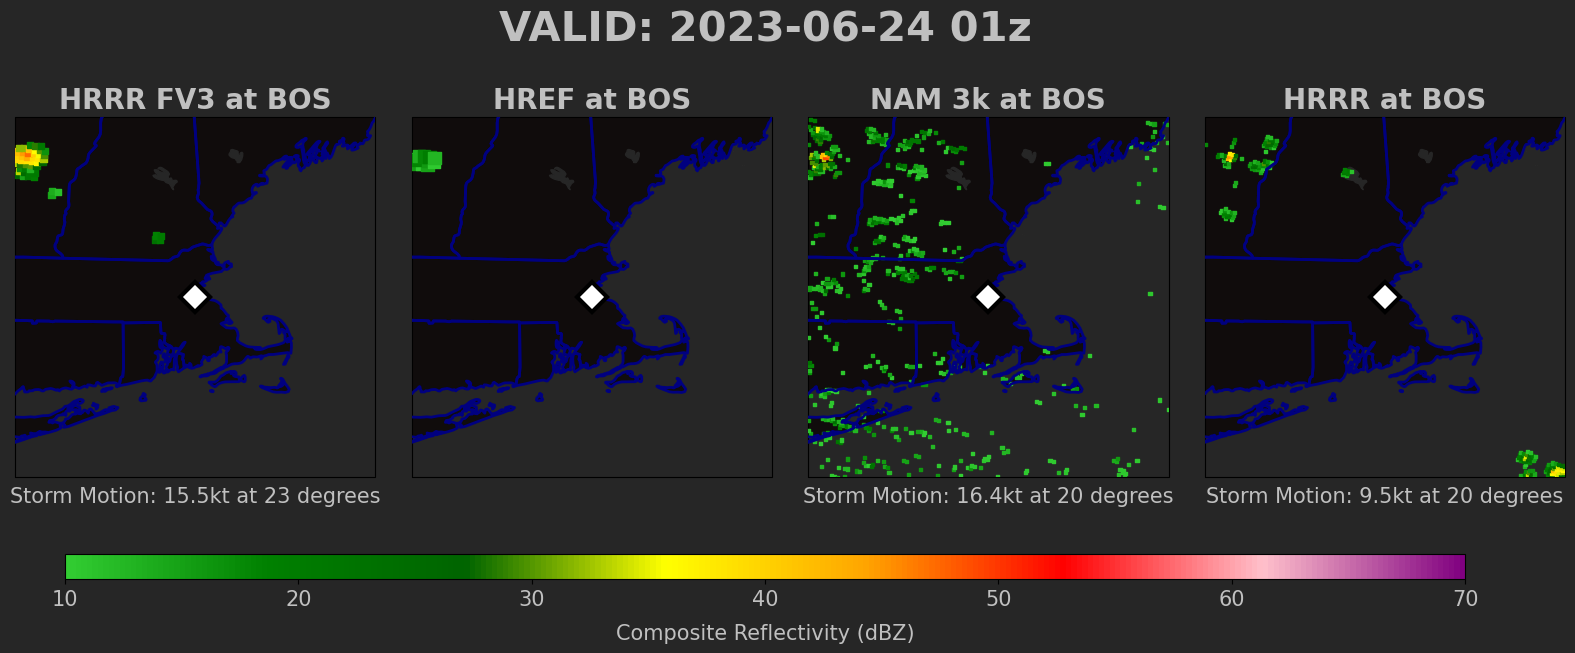 VALID: 2023-06-24 01z
HRRR FV3 at BOS
HREF at BOS
NAM 3k at BOS
HRRR at BOS
Storm Motion: 15.5kt at 23 degrees
Storm Motion: 16.4kt at 20 degrees
Storm Motion: 9.5kt at 20 degrees
10 20 30 40 50 60 70
Composite Reflectivity (dBZ)